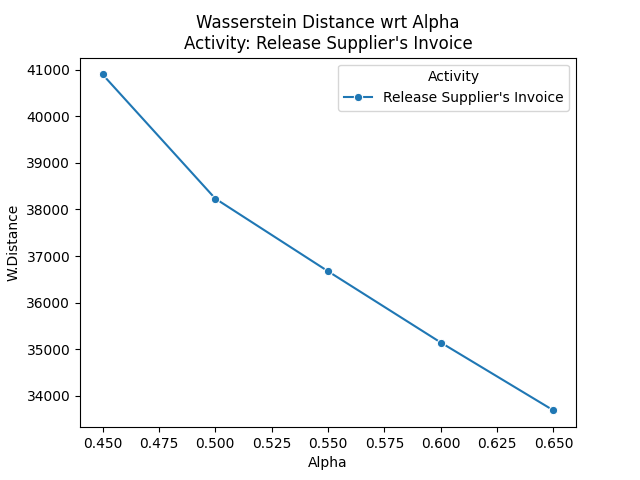 Wasserstein Distance wrt Alpha
Activity: Release Supplier's Invoice
Activity
Release Supplier's Invoice
W.Distance
41000
40000
39000
38000
37000
36000
35000
34000
0.450 0.475 0.500 0.525 0.550 0.575 0.600 0.625 0.650
Alpha